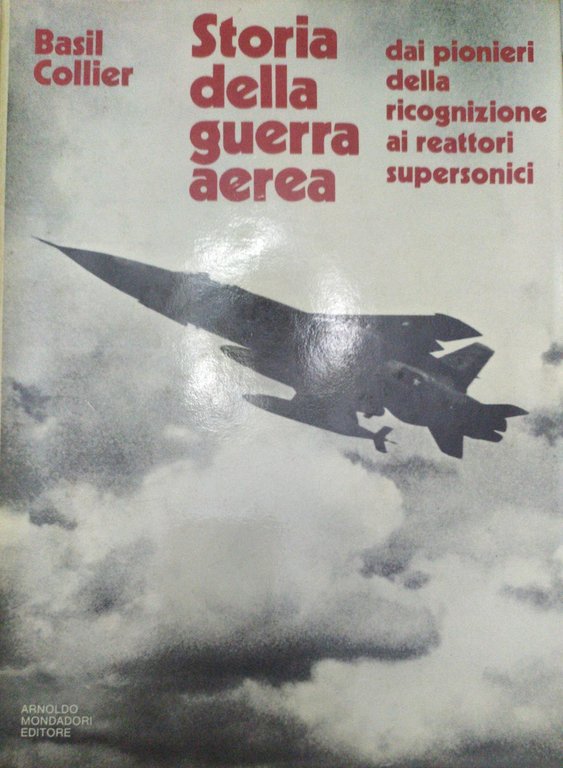 Basil
Collier
Storia
della
guerra
aerea
dai pionieri
della
ricognizione
ai reattori
supersonici
ARNOLDO
MONDADORI
EDITORE